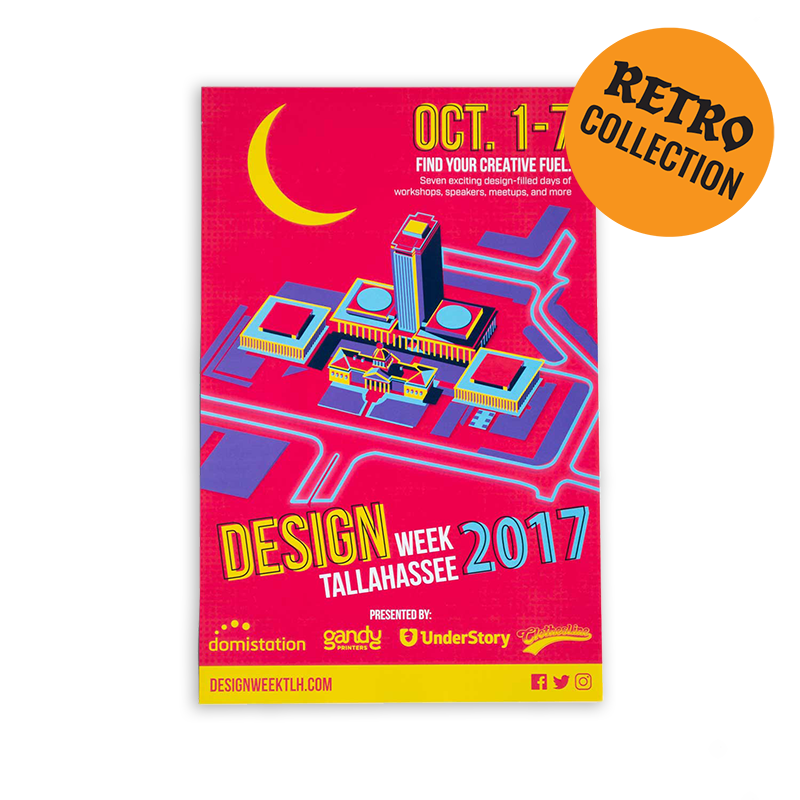 RETRO
COLLECTION
OCT. 1-7
FIND YOUR CREATIVE FUEL.
Seven exciting design-filled days of
workshops, speakers, meetups, and more
DESIGN WEEK 2017
TALLAHASSEE
PRESENTED BY:
domistation gandy PRINTERS UnderStory Clotheline
DESIGNWEEKTLH.COM